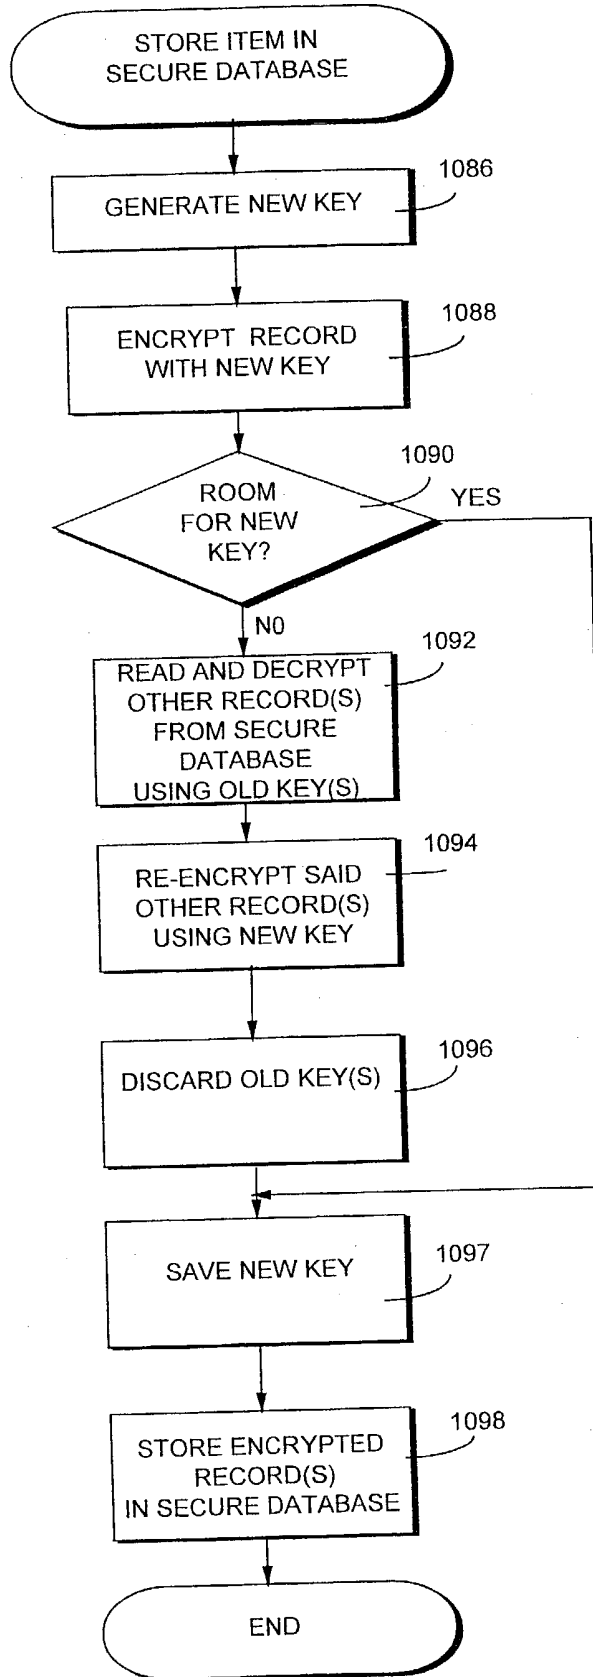 STORE ITEM IN
SECURE DATABASE
1086
GENERATE NEW KEY
1088
ENCRYPT RECORD
WITH NEW KEY
1090
ROOM
FOR NEW
KEY?
YES
NO
1092
READ AND DECRYPT
OTHER RECORD(S)
FROM SECURE
DATABASE
USING OLD KEY(S)
1094
RE-ENCRYPT SAID
OTHER RECORD(S)
USING NEW KEY
1096
DISCARD OLD KEY(S)
1097
SAVE NEW KEY
1098
STORE ENCRYPTED
RECORD(S)
IN SECURE DATABASE
END